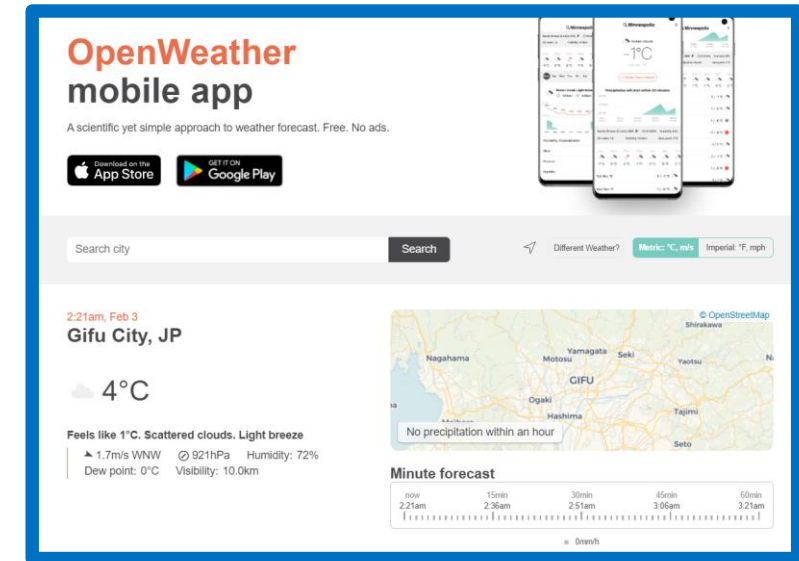 OpenWeather
mobile app
A scientific yet simple approach to weather forecast. Free. No ads.
Download on the
App Store
GET IT ON
Google Play
Minneapolis
-1°C
Search city
Search
Different Weather?
Metric: °C, m/s
Imperial: °F, mph
2:21am, Feb 3
Gifu City, JP
4°C
Feels like 1°C. Scattered clouds. Light breeze
1.7m/s WNW 921hPa Humidity: 72%
Dew point: 0°C Visibility: 10.0km
© OpenStreetMap
Shirakawa
Nagahama
Motosu
Yamagata
Seki
Yaotsu
GIFU
Ogaki
Hashima
Tajimi
No precipitation within an hour
Seto
Minute forecast
now 15min 30min 45min 60min
2:21am 2:36am 2:51am 3:06am 3:21am
0mm/h